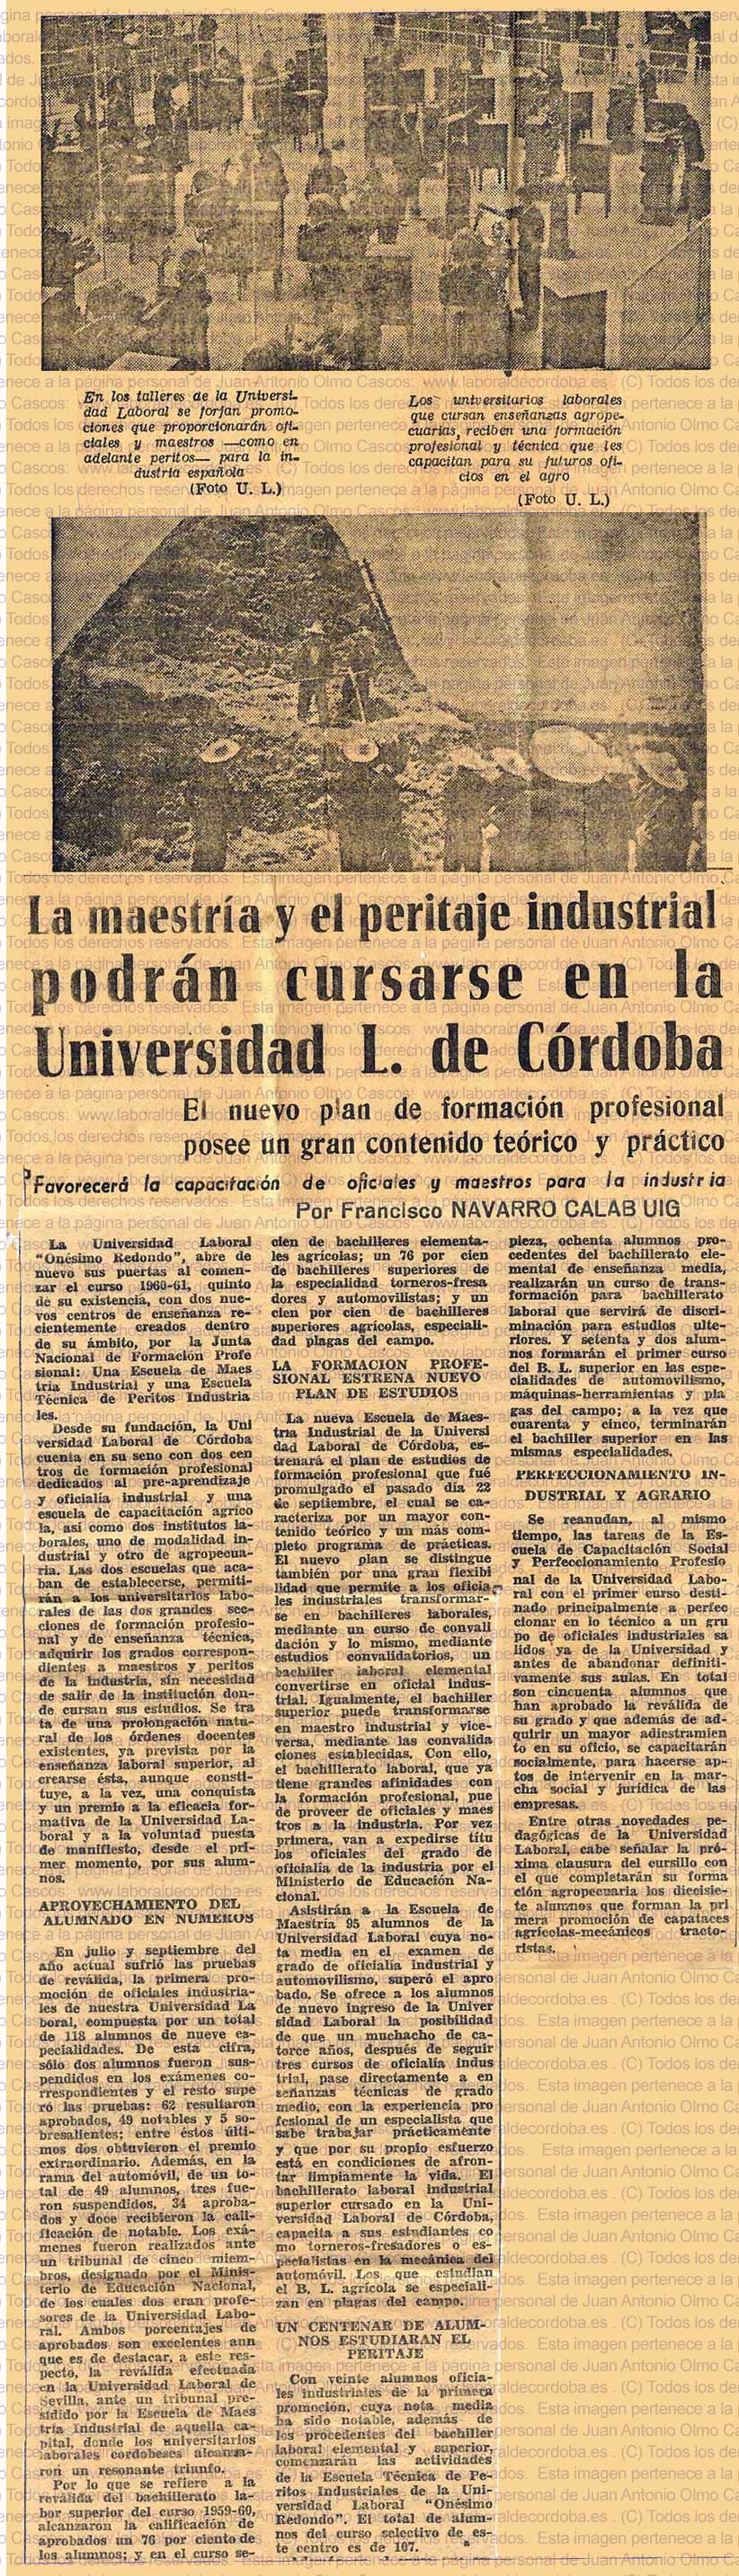 En los talleres de la Universi-
dad Laboral se forjan promo-
ciones que proporcionarán ofi-
ciales y maestros —como en
adelante peritos— para la in-
dustria española
(Foto U. L.)
Los universitarios laborales
que cursan enseñanzas agrope-
cuarias, reciben una formación
profesional y técnica que les
capacitan para su futuros ofi-
cios en el agro
(Foto U. L.)
La maestría y el peritaje industrial
podrán cursarse en la
Universidad L. de Córdoba
El nuevo plan de formación profesional
posee un gran contenido teórico y práctico
Favorecerá la capacitación de oficiales y maestros para la industria
Por Francisco NAVARRO CALABUIG
La Universidad Laboral
"Onésimo Redondo", abre de
nuevo sus puertas al comen-
zar el curso 1960-61, quinto
de su existencia, con dos nue-
vos centros de enseñanza re-
cientemente creados dentro
de su ámbito, por la Junta
Nacional de Formación Profe
sional: Una Escuela de Maes
tría Industrial y una Escuela
Técnica de Peritos Industria
les.
Desde su fundación, la Uni
versidad Laboral de Córdoba
cuenta en su seno con dos cen
tros de formación profesional
dedicados al pre-aprendizaje
y oficialía industrial y una
escuela de capacitación agríco
la, así como dos institutos la-
borales, uno de modalidad in-
dustrial y otro de agropecua-
ria. Las dos escuelas que aca-
ban de establecerse, permiti-
rán a los universitarios labo-
rales de las dos grandes sec-
ciones de formación profesio-
nal y de enseñanza técnica,
adquirir los grados correspon-
dientes a maestros y peritos
de la industria, sin necesidad
de salir de la institución don-
de cursan sus estudios. Se tra
ta de una prolongación natu-
ral de los órdenes docentes
existentes, ya prevista por la
enseñanza laboral superior, al
crearse ésta, aunque consti-
tuye, a la vez, una conquista
y un premio a la eficacia for-
mativa de la Universidad La-
boral y a la voluntad puesta
de manifiesto, desde el pri-
mer momento, por sus alum-
nos.
APROVECHAMIENTO DEL
ALUMNADO EN NUMEROS
En julio y septiembre del
año actual sufrió las pruebas
de reválida, la primera pro-
moción de oficiales industria-
les de nuestra Universidad La
boral, compuesta por un total
de 118 alumnos de nueve es-
pecialidades. De esta cifra,
sólo dos alumnos fueron sus-
pendidos en los exámenes co-
rrespondientes y el resto supe
ró las pruebas: 62 resultaron
aprobados, 49 notables y 5 so-
bresalientes; entre éstos últi-
mos dos obtuvieron el premio
extraordinario. Además, en la
rama del automóvil, de un to-
tal de 49 alumnos, tres fue-
ron suspendidos, 34 aproba-
dos y doce recibieron la cali-
ficación de notable. Los exá-
menes fueron realizados ante
un tribunal de cinco miem-
bros, designado por el Minis-
terio de Educación Nacional,
de los cuales dos eran profe-
sores de la Universidad Labo-
ral. Ambos porcentajes de
aprobados son excelentes aun
que es de destacar, a este res-
pecto, la reválida efectuada
en la Universidad Laboral de
Sevilla, ante un tribunal pre-
sidido por la Escuela de Maes
tría Industrial de aquella ca-
pital, donde los universitarios
laborales cordobeses alcanza-
ron un resonante triunfo.
Por lo que se refiere a la
reválida del bachillerato la-
bor superior del curso 1959-60,
alcanzaron la calificación de
aprobados un 76 por ciento de
los alumnos; y en el curso se-
cien de bachilleres elementa-
les agrícolas; un 76 por cien
de bachilleres superiores de
la especialidad torneros-fresa
dores y automovilistas; y un
cien por cien de bachilleres
superiores agrícolas, especiali-
dad plagas del campo.
LA FORMACION PROFE-
SIONAL ESTRENA NUEVO
PLAN DE ESTUDIOS
La nueva Escuela de Maes-
tría Industrial de la Universi
dad Laboral de Córdoba, es-
trenará el plan de estudios de
formación profesional que fué
promulgado el pasado día 22
de septiembre, el cual se ca-
racteriza por un mayor con-
tenido teórico y un más com-
pleto programa de prácticas.
El nuevo plan se distingue
también por una gran flexibi
lidad que permite a los oficia-
les industriales transformar-
se en bachilleres laborales,
mediante un curso de convali
dación y lo mismo, mediante
estudios convalidatorios, un
bachiller laboral elemental
convertirse en oficial indus-
trial. Igualmente, el bachiller
superior puede transformarse
en maestro industrial y vice-
versa, mediante las convalida
ciones establecidas. Con ello,
el bachillerato laboral, que ya
tiene grandes afinidades con
la formación profesional, pue
de proveer de oficiales y maes
tros a la industria. Por vez
primera, van a expedirse títu
los oficiales del grado de
oficialía de la industria por el
Ministerio de Educación Na-
cional.
Asistirán a la Escuela de
Maestría 95 alumnos de la
Universidad Laboral cuya no-
ta media en el examen de
grado de oficialía industrial y
automovilismo, superó el apro
bado. Se ofrece a los alumnos
de nuevo ingreso de la Univer
sidad Laboral la posibilidad
de que un muchacho de ca-
torce años, después de seguir
tres cursos de oficialía indus
trial, pase directamente a en
señanzas técnicas de grado
medio, con la experiencia pro
fesional de un especialista que
sabe trabajar prácticamente
y que por su propio esfuerzo
está en condiciones de afron-
tar limpiamente la vida. El
bachillerato laboral industrial
superior cursado en la Uni-
versidad Laboral de Córdoba,
capacita a sus estudiantes co
mo torneros-fresadores o es-
pecialistas en la mecánica del
automóvil. Los que estudian
el B. L. agrícola se especiali-
zan en plagas del campo.
UN CENTENAR DE ALUM-
NOS ESTUDIARAN EL
PERITAJE
Con veinte alumnos oficia-
les industriales de la primera
promoción, cuya nota media
ha sido notable, además de
los procedentes del bachiller
laboral elemental y superior,
comenzarán las actividades
de la Escuela Técnica de Pe-
ritos Industriales de la Uni-
versidad Laboral "Onésimo
Redondo". El total de alum-
nos del curso selectivo de es-
te centro es de 107.
pieza, ochenta alumnos pro-
cedentes del bachillerato ele-
mental de enseñanza media,
realizarán un curso de trans-
formación para bachillerato
laboral que servirá de discri-
minación para estudios ulte-
riores. Y setenta y dos alum-
nos formarán el primer curso
del B. L. superior en las espe-
cialidades de automovilismo,
máquinas-herramientas y pla
gas del campo; a la vez que
cuarenta y cinco, terminarán
el bachiller superior en las
mismas especialidades.
PERFECCIONAMIENTO IN-
DUSTRIAL Y AGRARIO
Se reanudan, al mismo
tiempo, las tareas de la Es-
cuela de Capacitación Social
y Perfeccionamiento Profesio
nal de la Universidad Labo-
ral con el primer curso desti-
nado principalmente a perfec
cionar en lo técnico a un gru
po de oficiales industriales sa
lidos ya de la Universidad y
antes de abandonar definiti-
vamente sus aulas. En total
son cincuenta alumnos que
han aprobado la reválida de
su grado y que además de ad-
quirir un mayor adiestramien
to en su oficio, se capacitarán
socialmente, para hacerse ap-
tos de intervenir en la mar-
cha social y jurídica de las
empresas.
Entre otras novedades pe-
dagógicas de la Universidad
Laboral, cabe señalar la pró-
xima clausura del cursillo con
el que completarán su forma
ción agropecuaria los diecisie-
te alumnos que forman la pri
mera promoción de capataces
agrícolas-mecánicos tracto-
ristas.
Todos los derechos reservados. Esta imagen pertenece a la página personal de Juan Antonio Olmo Cascos: www.laboraldecordoba.es . (C)